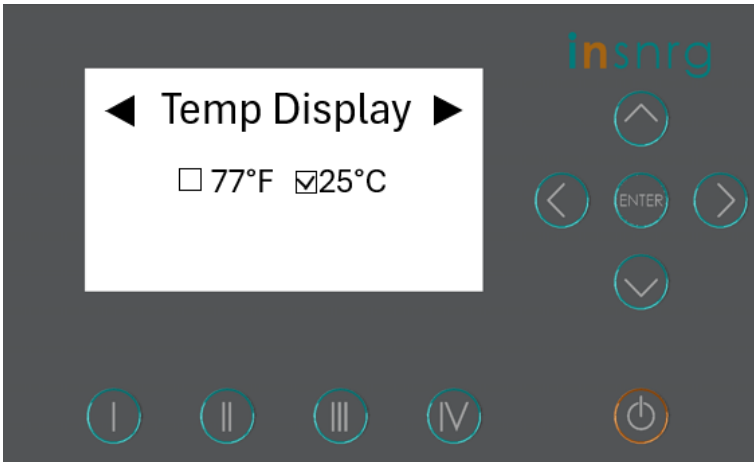 insnrg
◀ Temp Display ▶
☐ 77°F ☑25°C
ENTER
I II III IV